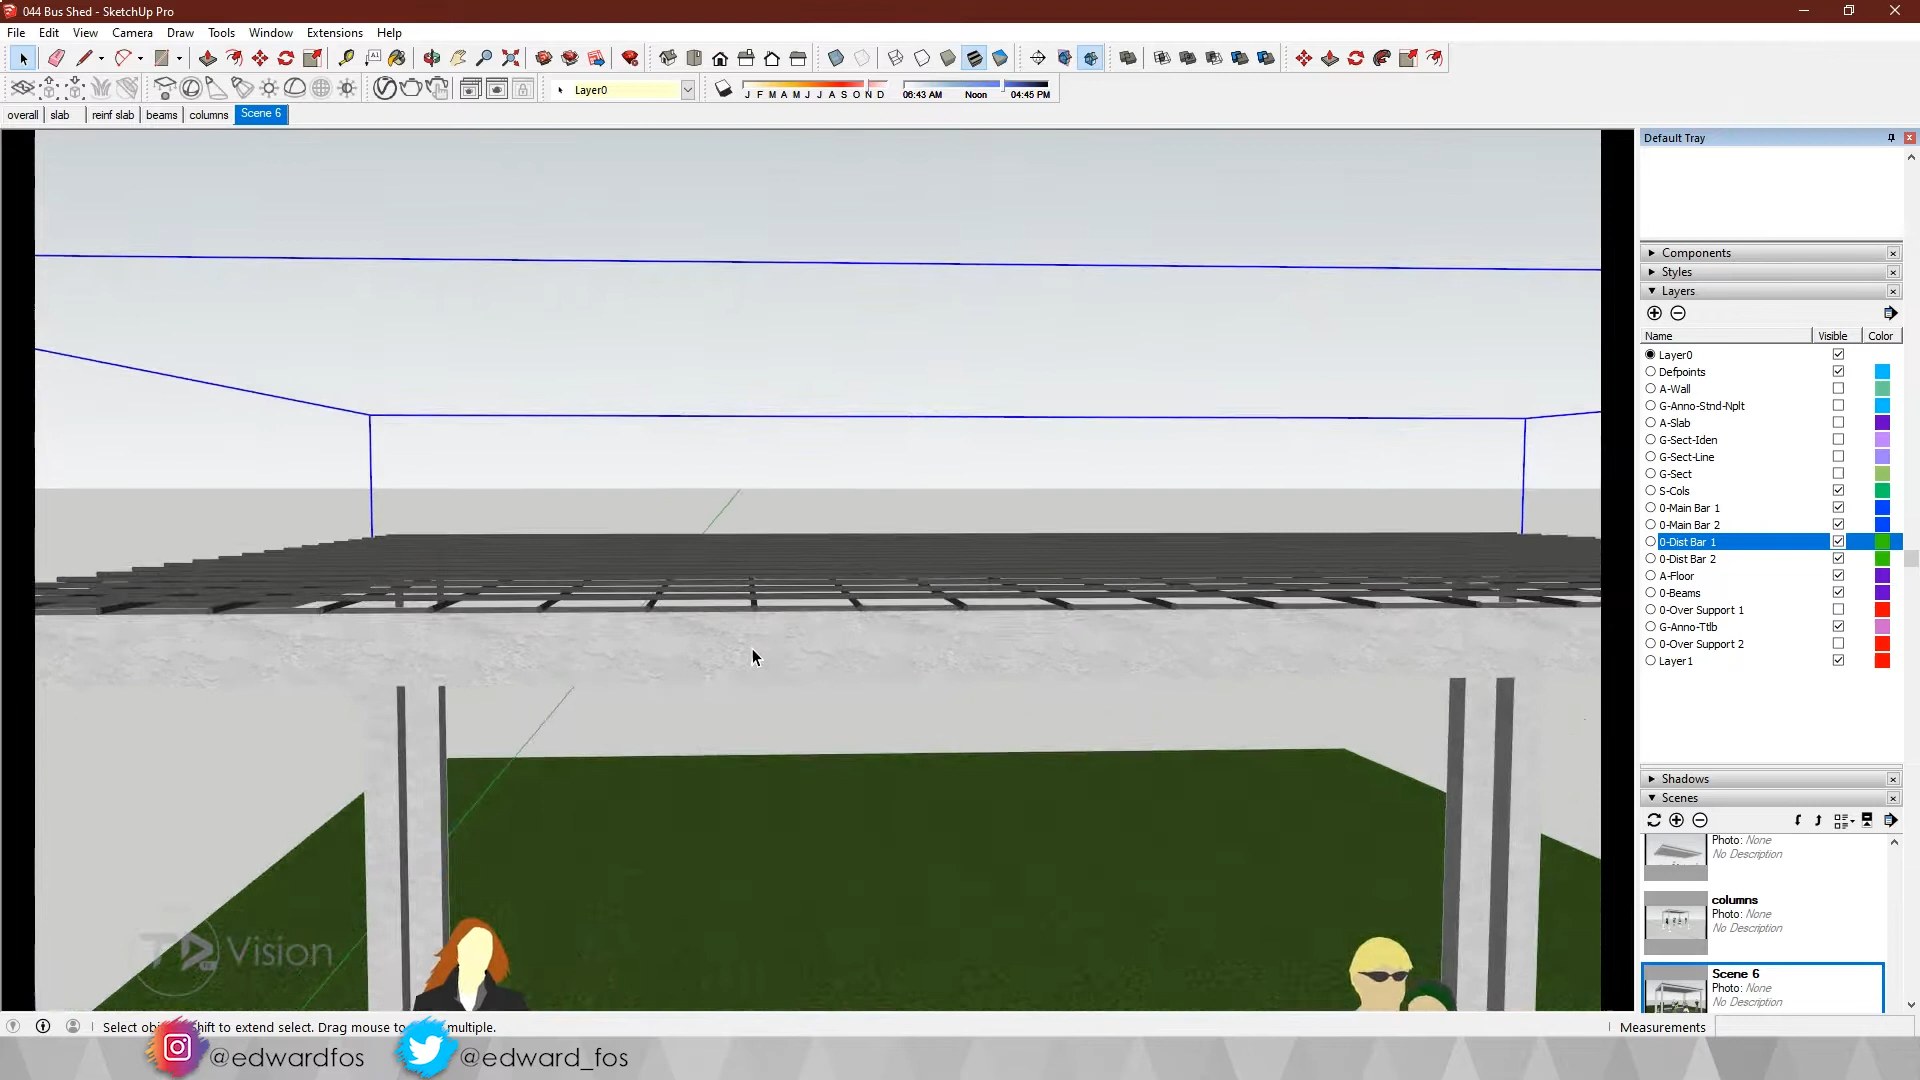 044 Bus Shed - SketchUp Pro
File Edit View Camera Draw Tools Window Extensions Help
Layer0
J F M A M J J A S O N D
06:43 AM Noon 04:45 PM
overall slab reinf slab beams columns Scene 6
Default Tray
Components
Styles
Layers
Name Visible Color
Layer0
Defpoints
A-Wall
G-Anno-Stnd-Nplt
A-Slab
G-Sect-Iden
G-Sect-Line
G-Sect
S-Cols
0-Main Bar 1
0-Main Bar 2
0-Dist Bar 1
0-Dist Bar 2
A-Floor
0-Beams
0-Over Support 1
G-Anno-Ttlb
0-Over Support 2
Layer1
Shadows
Scenes
Photo: None
No Description
columns
Photo: None
No Description
Scene 6
Photo: None
No Description
Vision
Select obj Shift to extend select. Drag mouse to multiple.
Measurements
@edwardfos @edward_fos